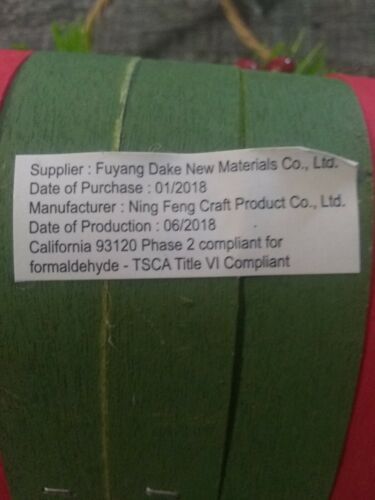 Supplier : Fuyang Dake New Materials Co., Ltd.
Date of Purchase : 01/2018
Manufacturer : Ning Feng Craft Product Co., Ltd.
Date of Production : 06/2018
California 93120 Phase 2 compliant for
formaldehyde - TSCA Title VI Compliant